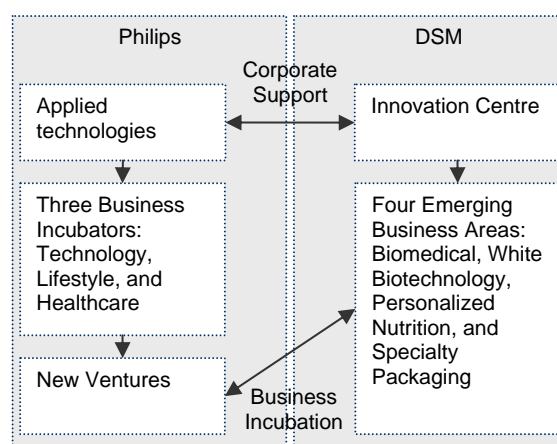 Philips
DSM
Corporate
Support
Applied
technologies
Innovation Centre
Three Business
Incubators:
Technology,
Lifestyle, and
Healthcare
Four Emerging
Business Areas:
Biomedical, White
Biotechnology,
Personalized
Nutrition, and
Specialty
Packaging
New Ventures
Business
Incubation